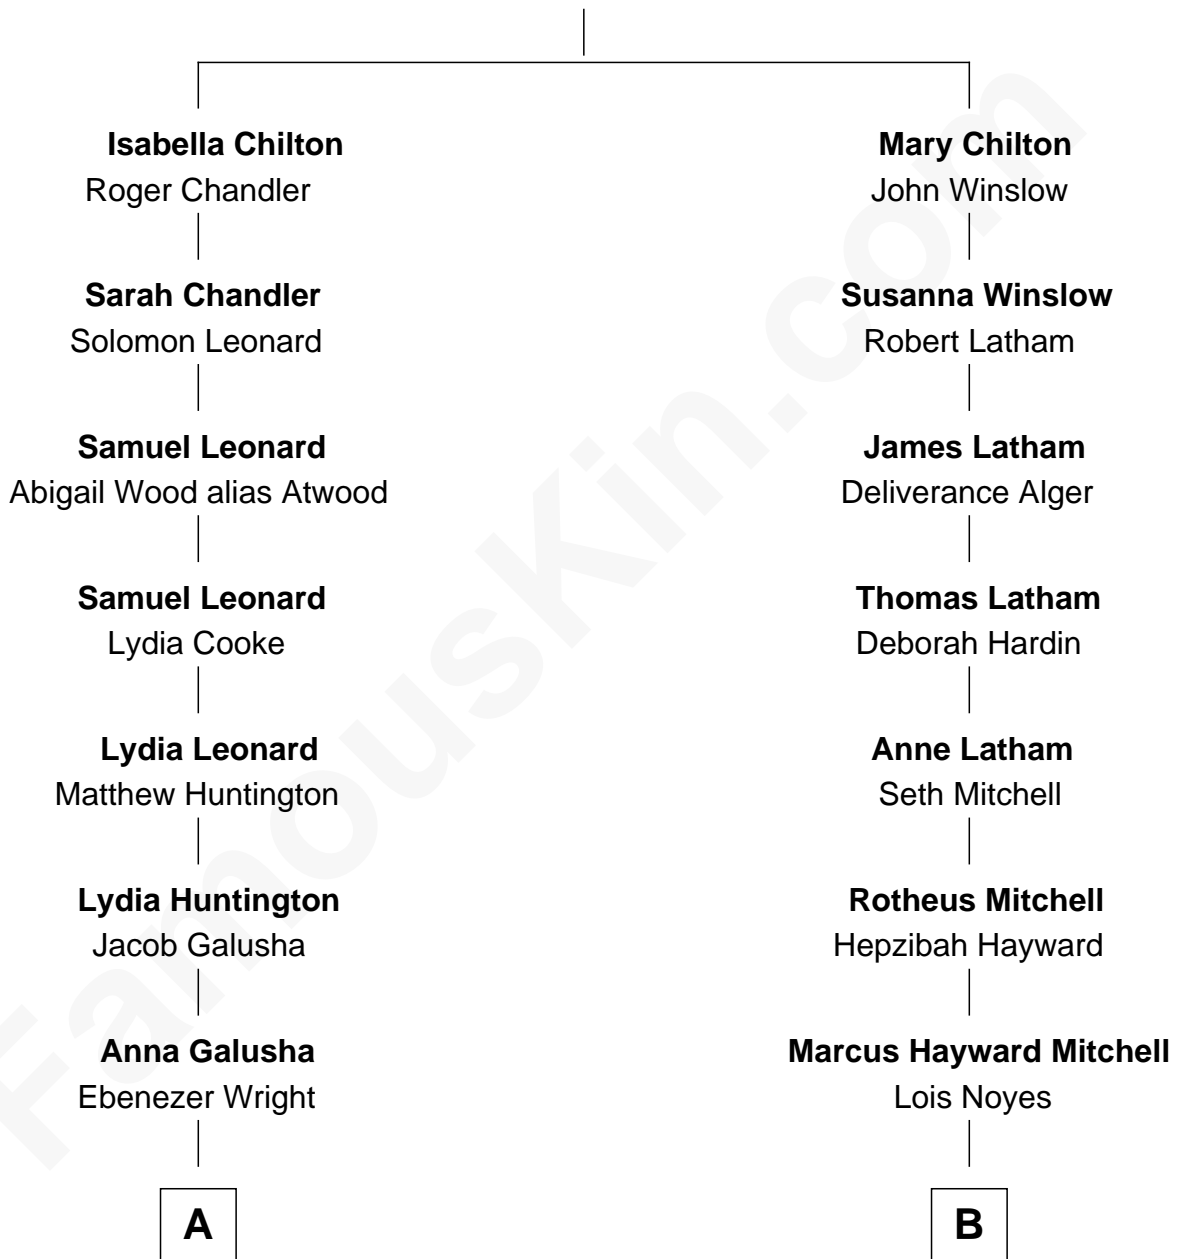 Isabella Chilton
Roger Chandler
Sarah Chandler
Solomon Leonard
Samuel Leonard
Abigail Wood alias Atwood
Samuel Leonard
Lydia Cooke
Lydia Leonard
Matthew Huntington
Lydia Huntington
Jacob Galusha
Anna Galusha
Ebenezer Wright
A
Mary Chilton
John Winslow
Susanna Winslow
Robert Latham
James Latham
Deliverance Alger
Thomas Latham
Deborah Hardin
Anne Latham
Seth Mitchell
Rotheus Mitchell
Hepzibah Hayward
Marcus Hayward Mitchell
Lois Noyes
B
FamousKin.com